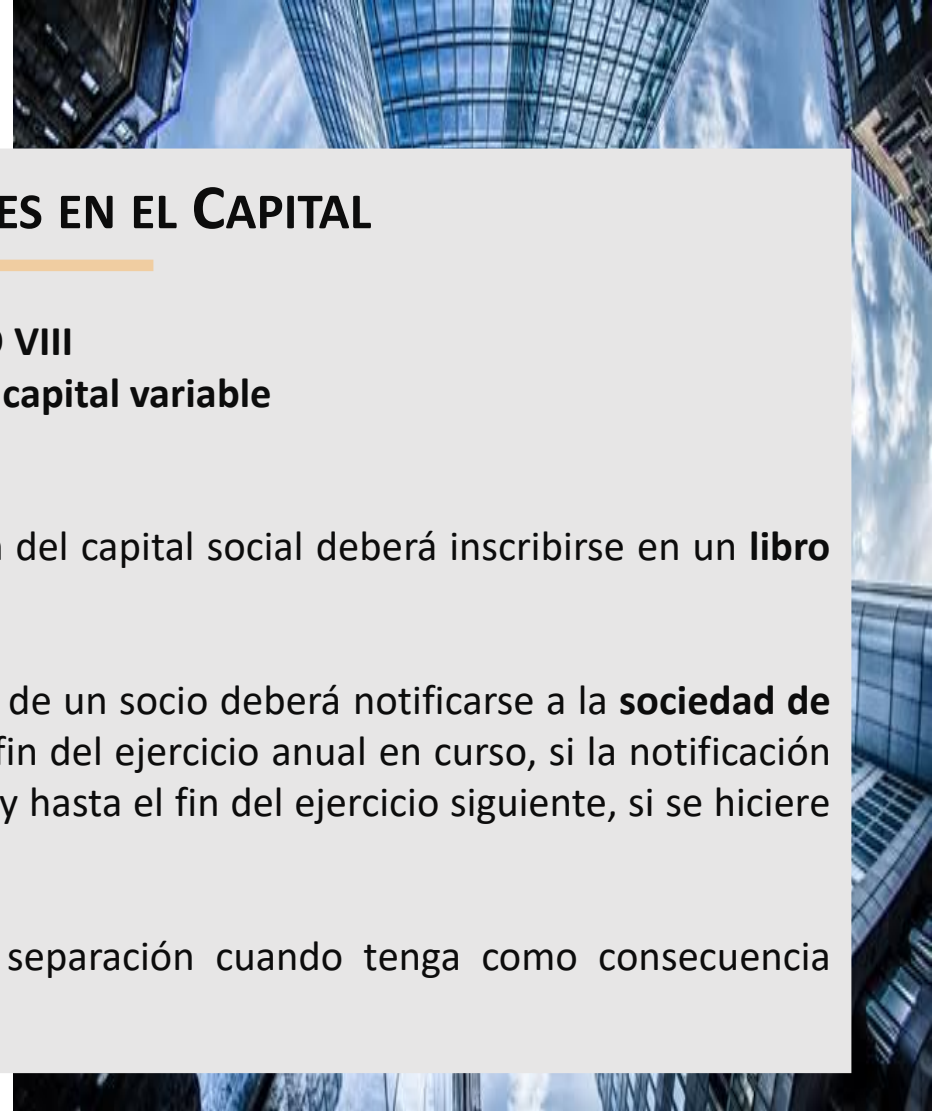 ES EN EL CAPITAL
VIII
capital variable
del capital social deberá inscribirse en un libro
de un socio deberá notificarse a la sociedad de
fin del ejercicio anual en curso, si la notificación
y hasta el fin del ejercicio siguiente, si se hiciere
separación cuando tenga como consecuencia